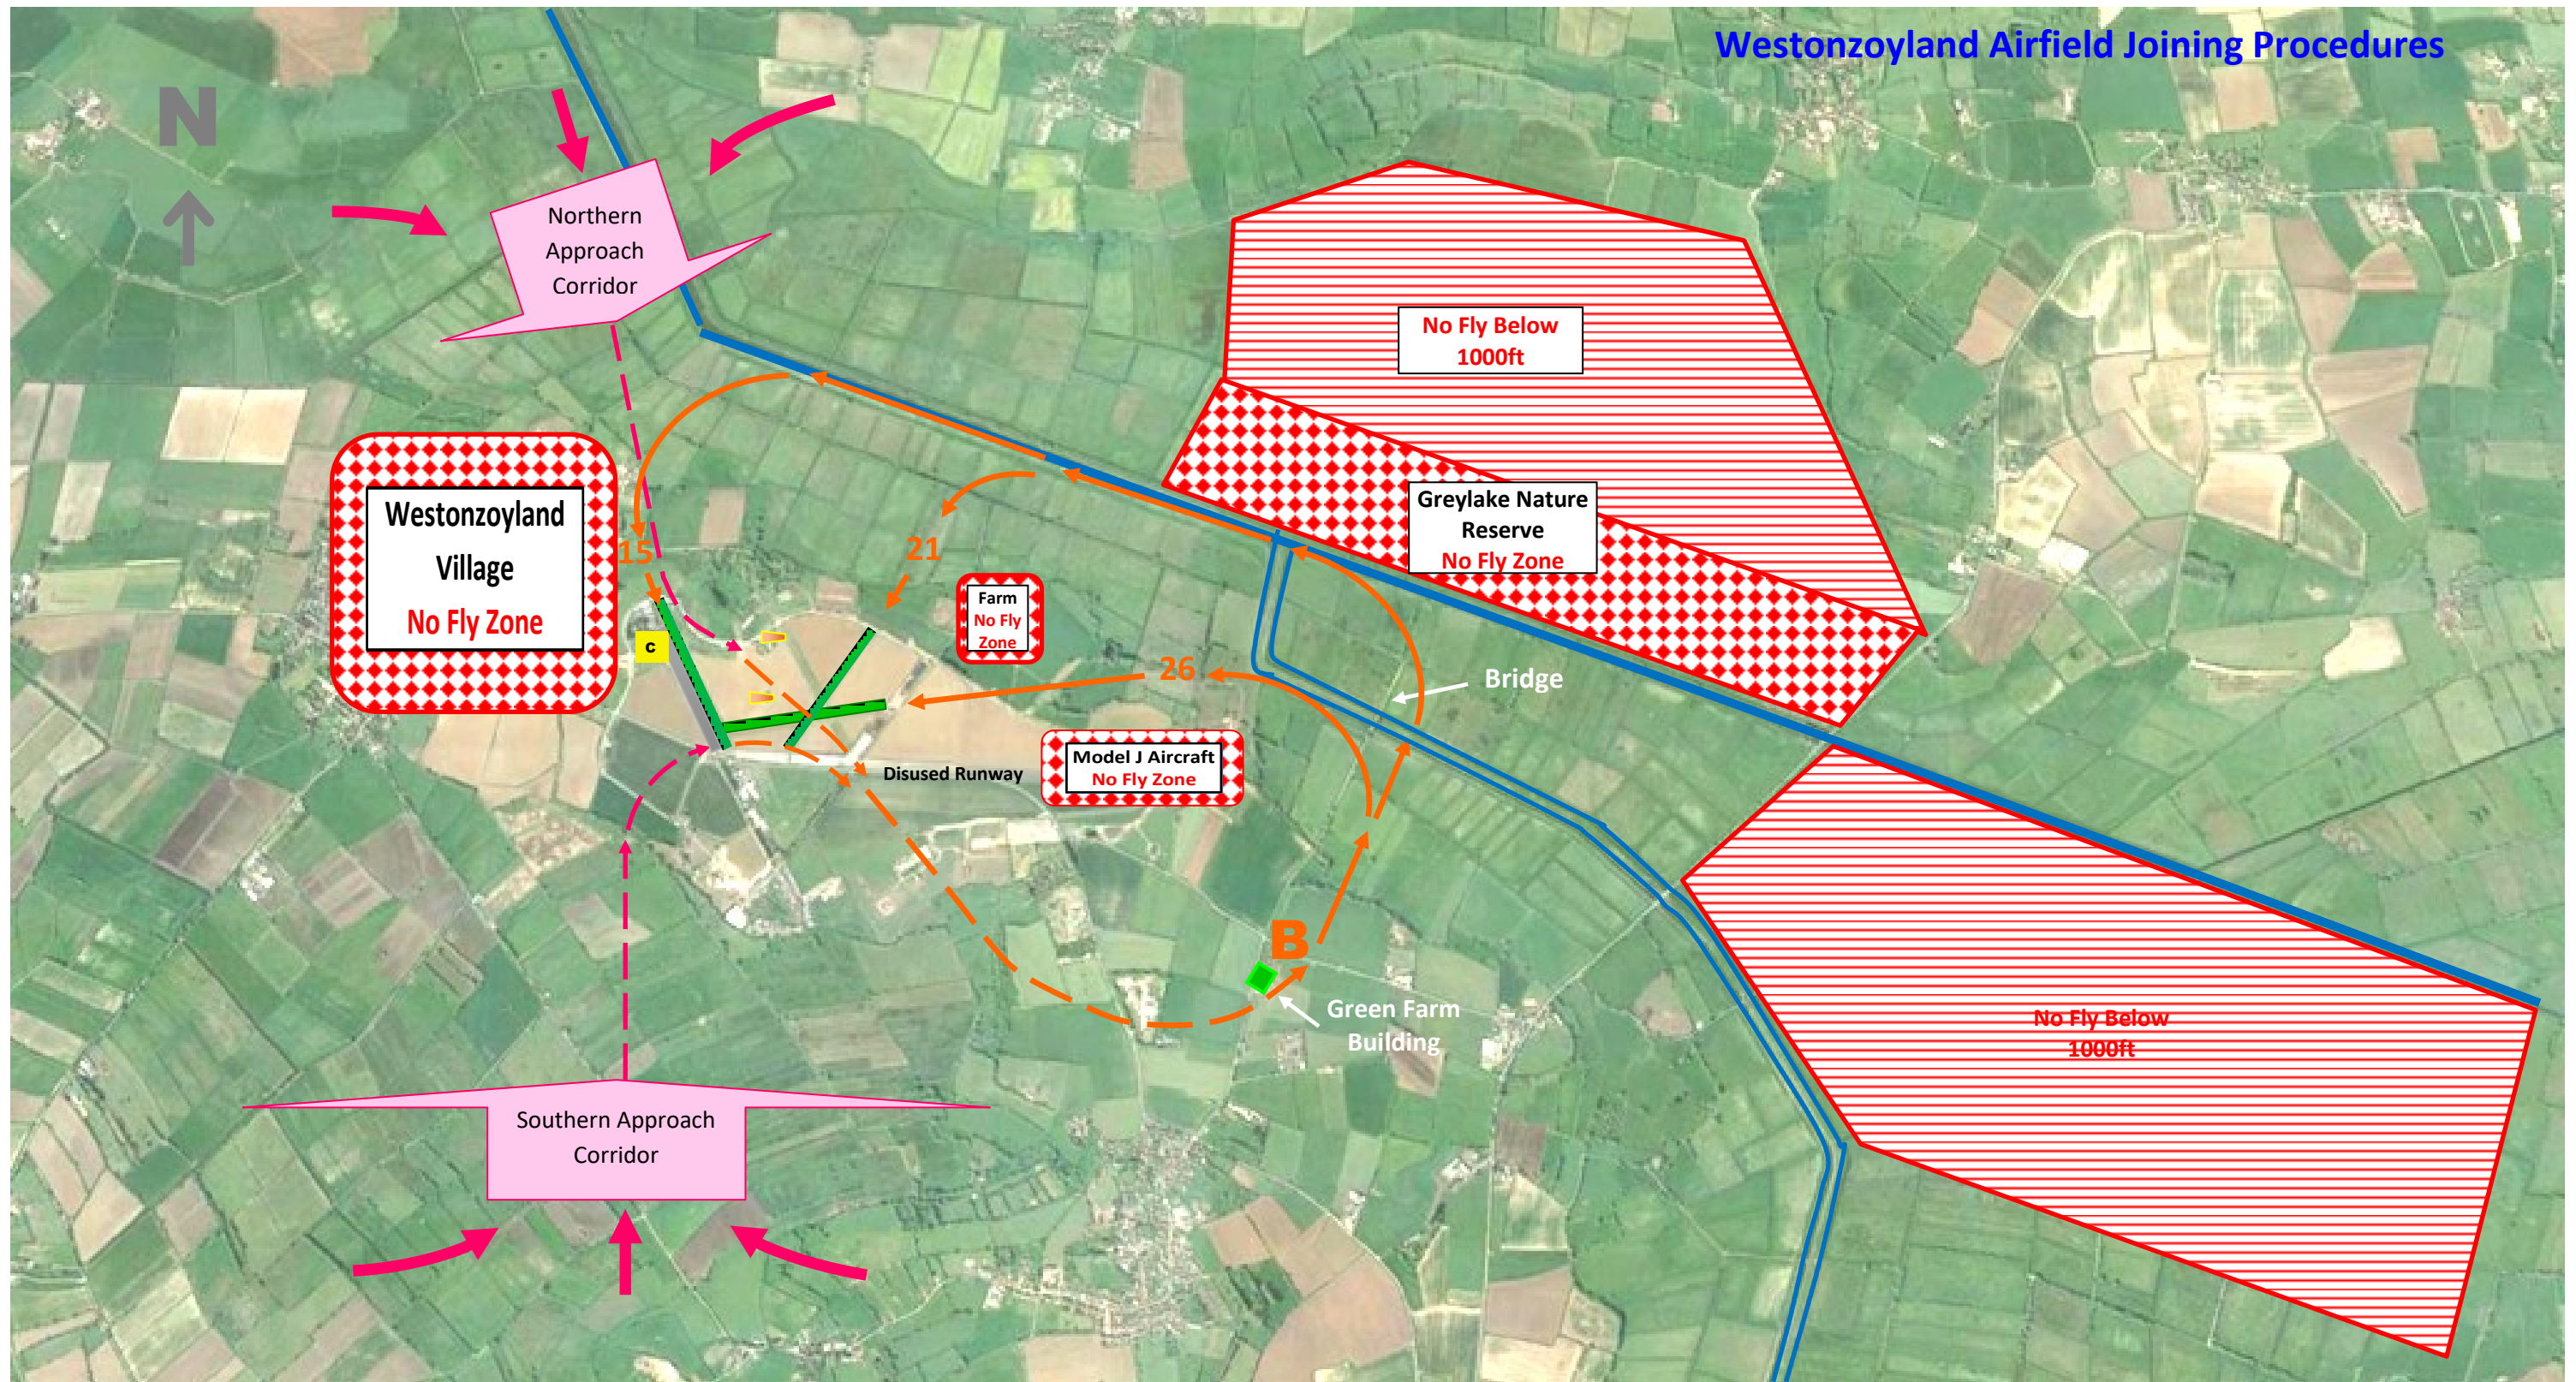 Westonzoyland Airfield Joining Procedures
N
Northern
Approach
Corridor
No Fly Below
1000ft
Westonzoyland
Village
No Fly Zone
Greylake Nature
Reserve
No Fly Zone
15
21
Farm
No Fly
Zone
c
26
Bridge
Model J Aircraft
No Fly Zone
Disused Runway
B
Green Farm
Building
No Fly Below
1000ft
Southern Approach
Corridor